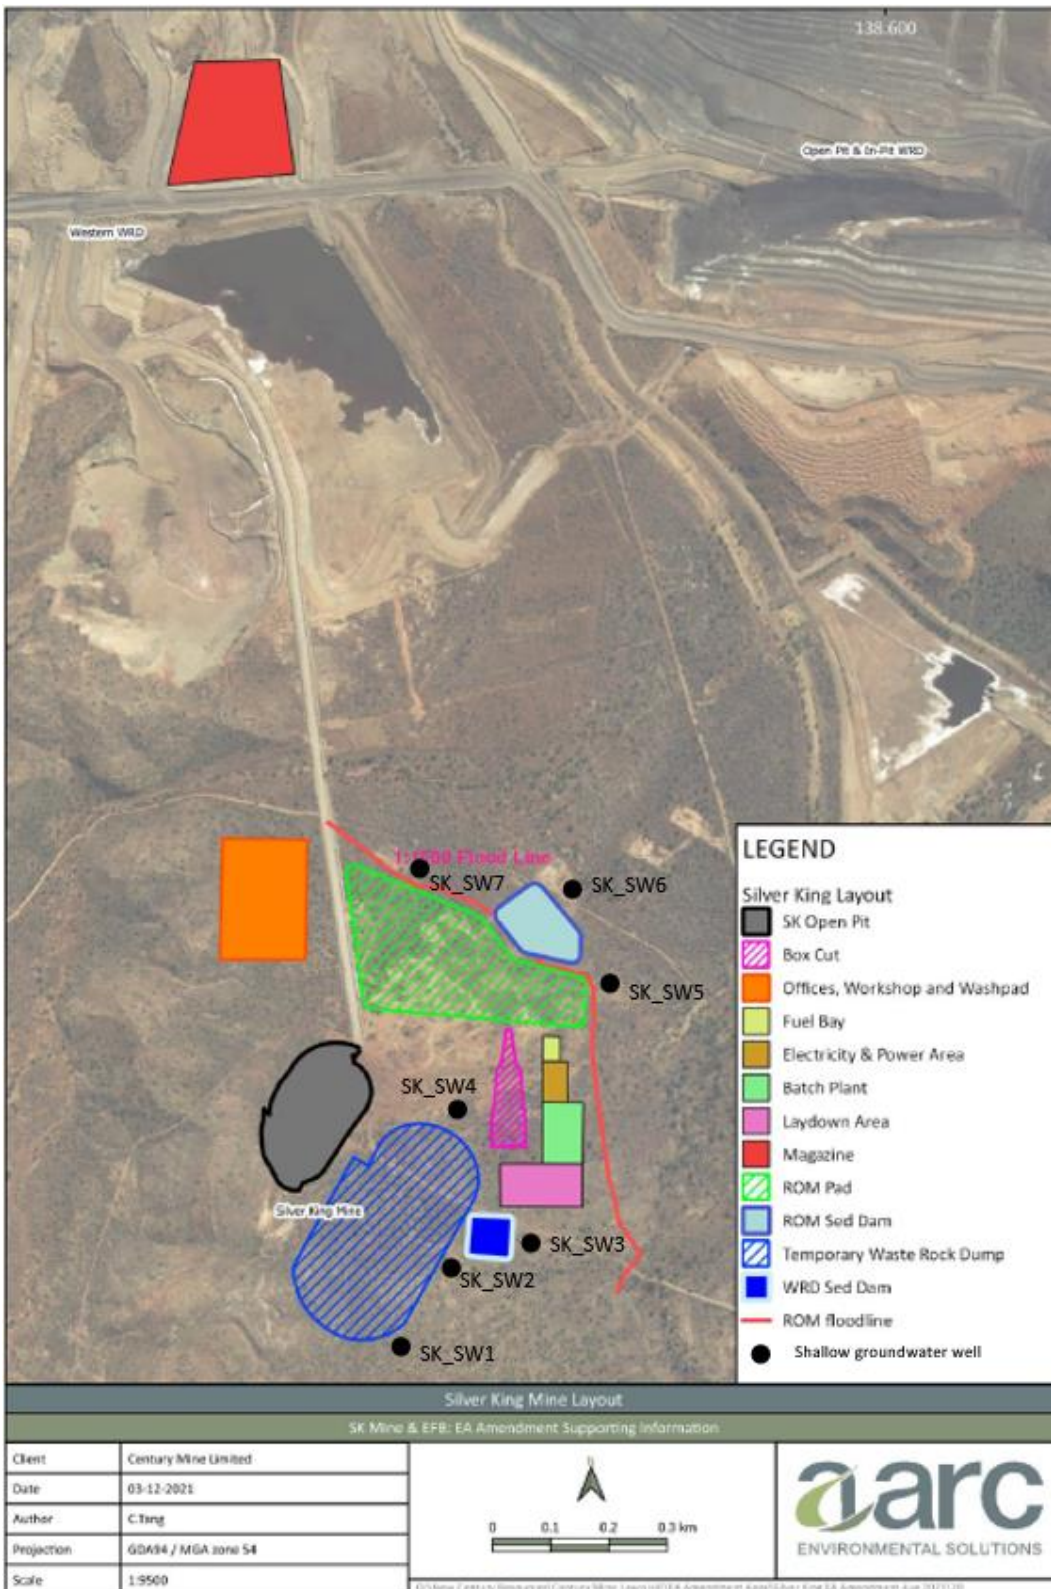 138.600
Open Pit & In-Pit WRD
Western WRD
1:1000 Flood Line
SK_SW7
SK_SW6
SK_SW5
SK_SW4
Silver King Mine
SK_SW3
SK_SW2
SK_SW1
LEGEND
Silver King Layout
SK Open Pit
Box Cut
Offices, Workshop and Washpad
Fuel Bay
Electricity & Power Area
Batch Plant
Laydown Area
Magazine
ROM Pad
ROM Sed Dam
Temporary Waste Rock Dump
WRD Sed Dam
ROM floodline
Shallow groundwater well
Silver King Mine Layout
SK Mine & EFB: EA Amendment Supporting Information
Client Century Mine Limited
Date 03-12-2021
Author C.Tang
Projection GDA94 / MGA zone 54
Scale 1:9500
N
0 0.1 0.2 0.3 km
aarc
ENVIRONMENTAL SOLUTIONS